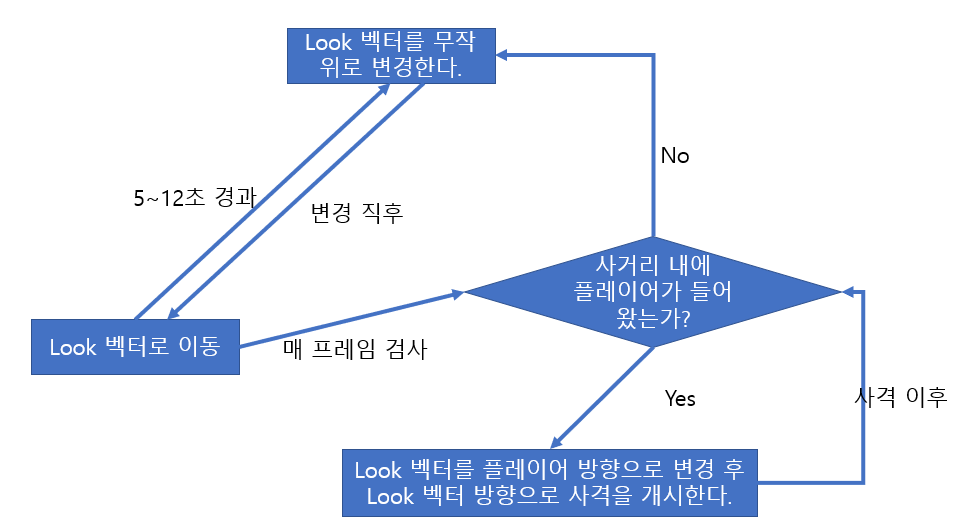 Look 벡터를 무작
위로 변경한다.
No
5~12초 경과
변경 직후
사거리 내에
플레이어가 들어
왔는가?
Look 벡터로 이동
매 프레임 검사
Yes
사격 이후
Look 벡터를 플레이어 방향으로 변경 후
Look 벡터 방향으로 사격을 개시한다.